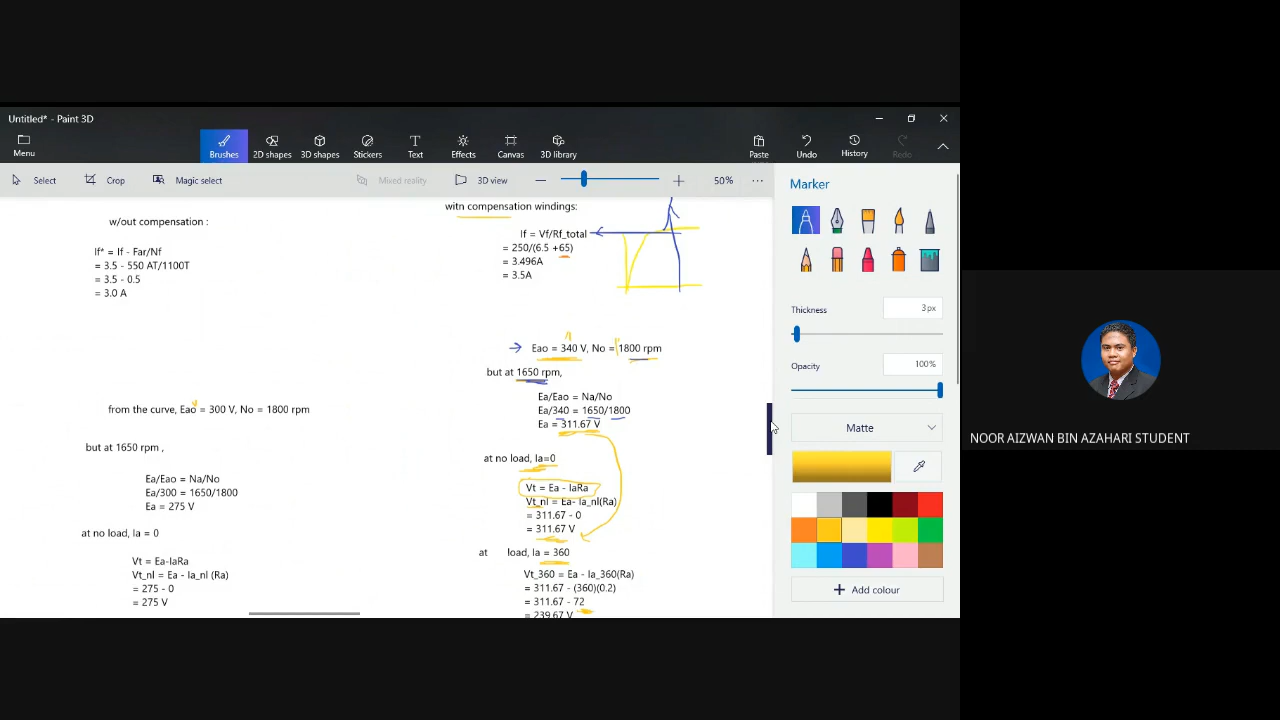 Untitled* - Paint 3D
Menu
Brushes
2D shapes
3D shapes
Stickers
Text
Effects
Canvas
3D library
Paste
Undo
History
Redo
Select
Crop
Magic select
Mixed reality
3D view
50%
w/out compensation :
If* = If - Far/Nf
= 3.5 - 550 AT/1100T
= 3.5 - 0.5
= 3.0 A
from the curve, Eao = 300 V, No = 1800 rpm
but at 1650 rpm ,
Ea/Eao = Na/No
Ea/300 = 1650/1800
Ea = 275 V
at no load, Ia = 0
Vt = Ea-IaRa
Vt_nl = Ea - Ia_nl (Ra)
= 275 - 0
= 275 V
with compensation windings:
If = Vf/Rf_total
= 250/(6.5 +65)
= 3.496A
= 3.5A
Eao = 340 V, No = 1800 rpm
but at 1650 rpm,
Ea/Eao = Na/No
Ea/340 = 1650/1800
Ea = 311.67 V
at no load, Ia=0
Vt = Ea - IaRa
Vt_nl = Ea- Ia_nl(Ra)
= 311.67 - 0
= 311.67 V
at load, Ia = 360
Vt_360 = Ea - Ia_360(Ra)
= 311.67 - (360)(0.2)
= 311.67 - 72
= 239.67 V
Marker
Thickness
3px
Opacity
100%
Matte
Add colour
NOOR AIZWAN BIN AZAHARI STUDENT